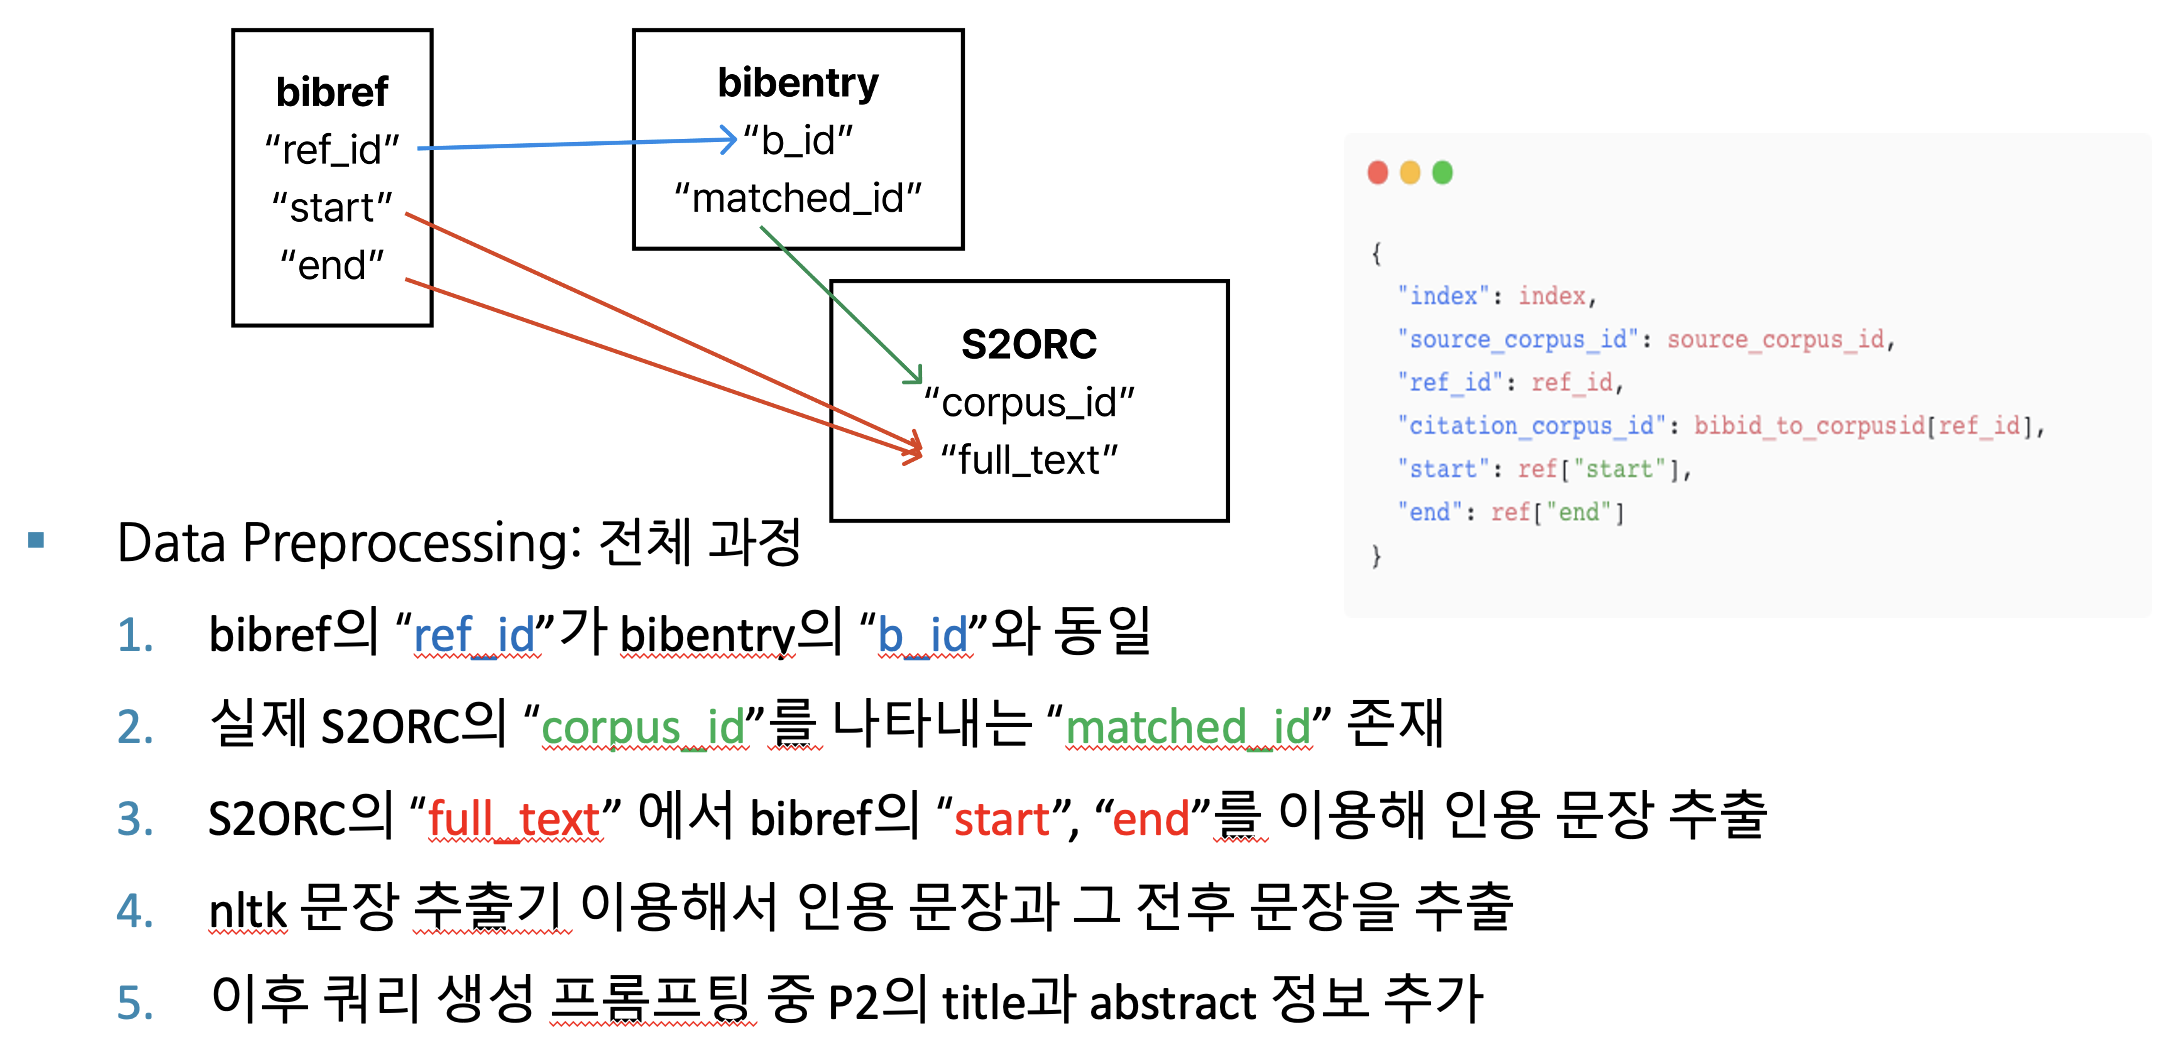 bibref
“ref_id”
“start”
“end”
bibentry
“b_id”
“matched_id”
S2ORC
“corpus_id”
“full_text”
{
"index": index,
"source_corpus_id": source_corpus_id,
"ref_id": ref_id,
"citation_corpus_id": bibid_to_corpusid[ref_id],
"start": ref["start"],
"end": ref["end"]
}
▪ Data Preprocessing: 전체 과정
1. bibref의 “ref_id”가 bibentry의 “b_id”와 동일
2. 실제 S2ORC의 “corpus_id”를 나타내는 “matched_id” 존재
3. S2ORC의 “full_text” 에서 bibref의 “start”, “end”를 이용해 인용 문장 추출
4. nltk 문장 추출기 이용해서 인용 문장과 그 전후 문장을 추출
5. 이후 쿼리 생성 프롬프팅 중 P2의 title과 abstract 정보 추가